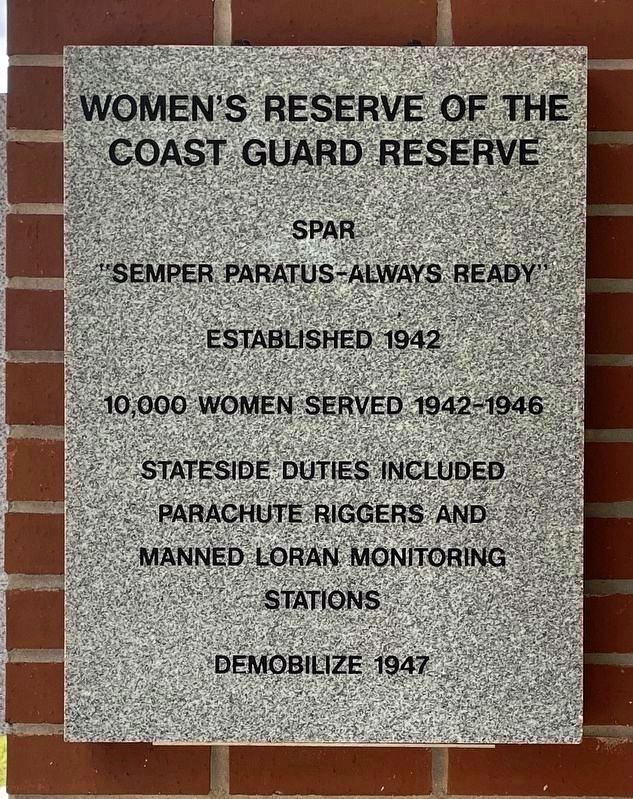 WOMEN'S RESERVE OF THE
COAST GUARD RESERVE
SPAR
"SEMPER PARATUS-ALWAYS READY"
ESTABLISHED 1942
10,000 WOMEN SERVED 1942-1946
STATESIDE DUTIES INCLUDED
PARACHUTE RIGGERS AND
MANNED LORAN MONITORING
STATIONS
DEMOBILIZE 1947